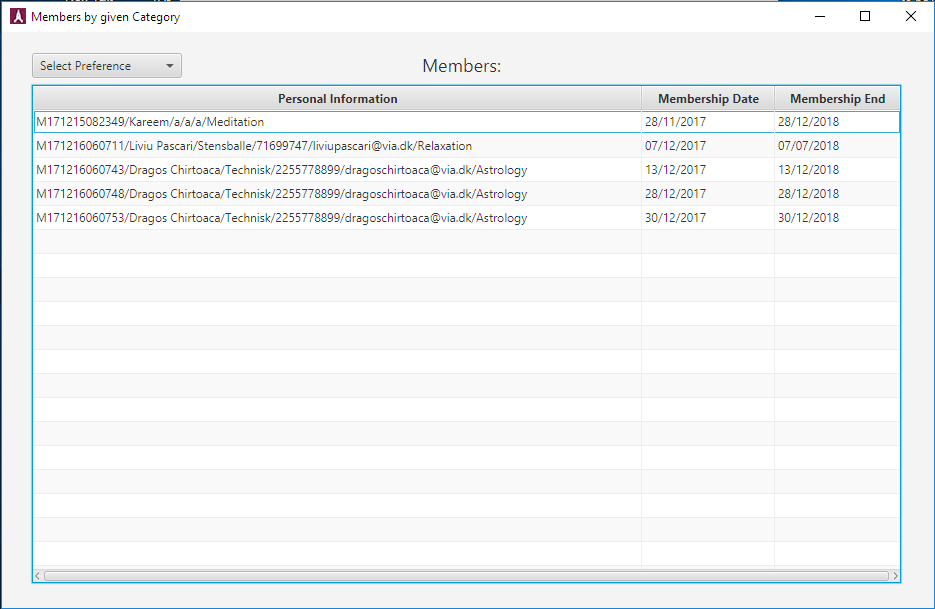 Members by given Category
Select Preference
Members:
Personal Information Membership Date Membership End
M171215082349/Kareem/a/a/a/Meditation 28/11/2017 28/12/2018
M171216060711/Liviu Pascari/Stensballe/71699747/liviupascari@via.dk/Relaxation 07/12/2017 07/07/2018
M171216060743/Dragos Chirtoaca/Technisk/2255778899/dragoschirtoaca@via.dk/Astrology 13/12/2017 13/12/2018
M171216060748/Dragos Chirtoaca/Technisk/2255778899/dragoschirtoaca@via.dk/Astrology 28/12/2017 28/12/2018
M171216060753/Dragos Chirtoaca/Technisk/2255778899/dragoschirtoaca@via.dk/Astrology 30/12/2017 30/12/2018